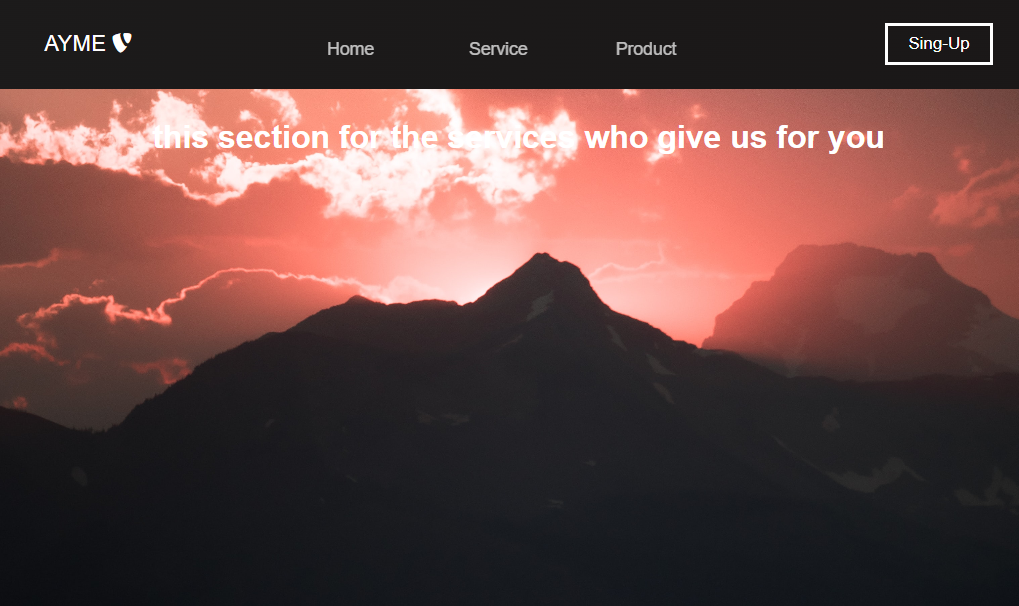 AYME
Home
Service
Product
Sing-Up
this section for the services who give us for you